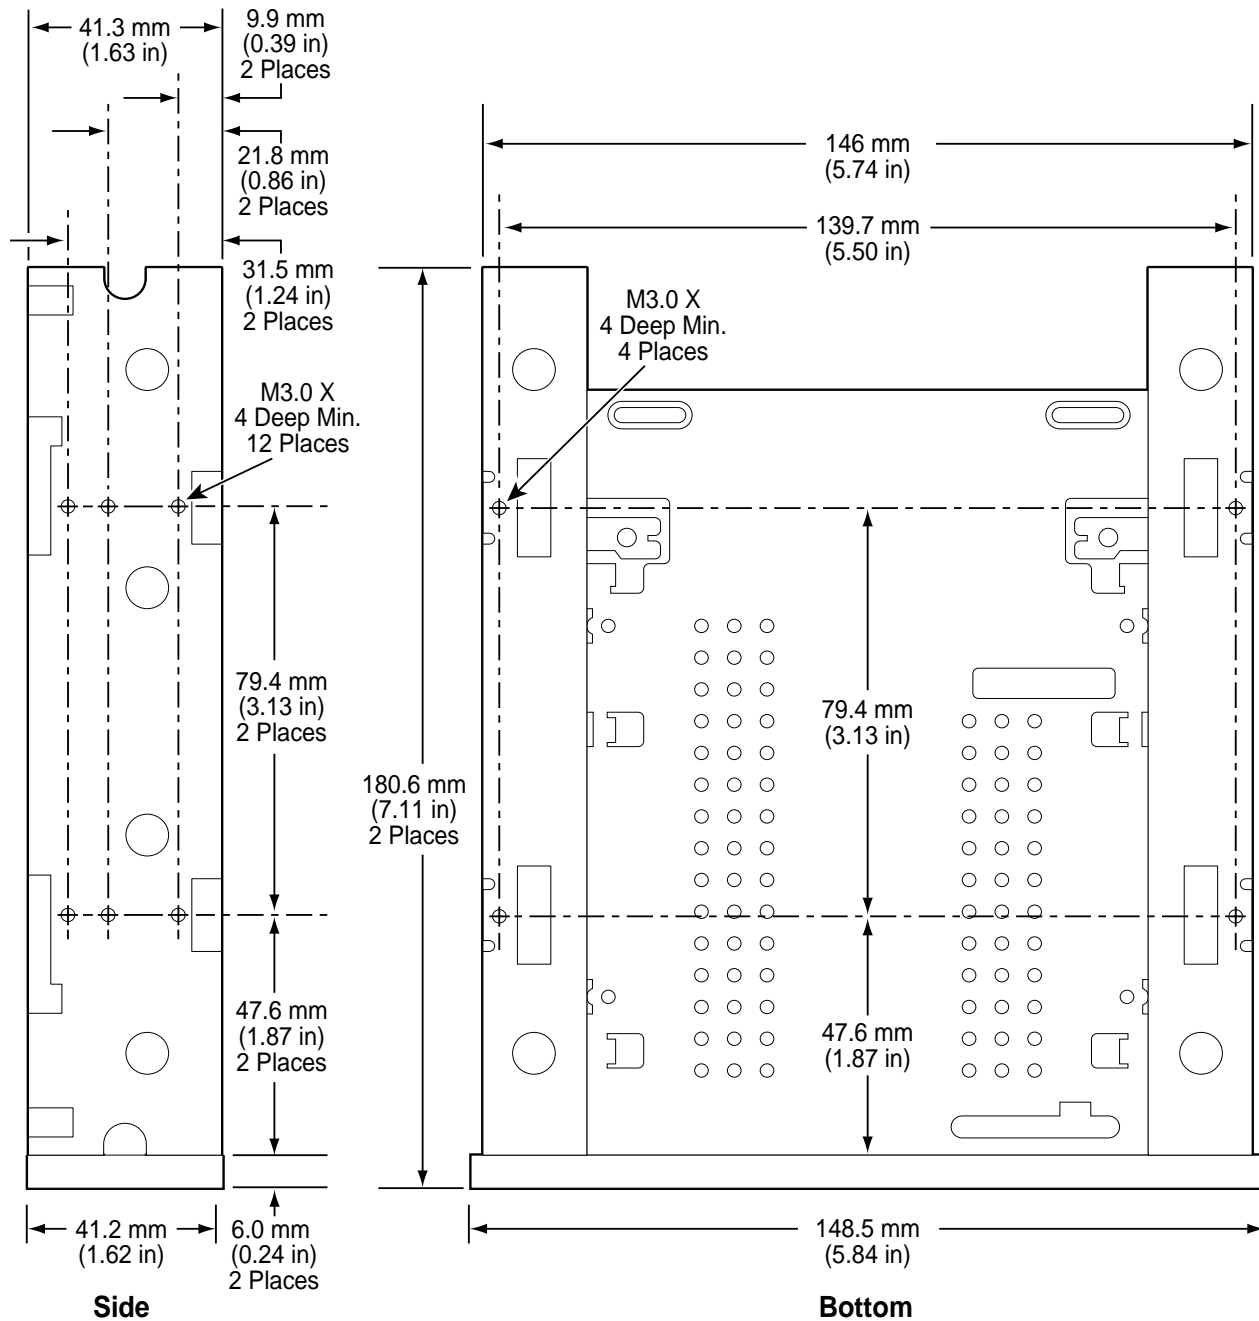 41.3 mm
(1.63 in)
9.9 mm
(0.39 in)
2 Places
21.8 mm
(0.86 in)
2 Places
31.5 mm
(1.24 in)
2 Places
M3.0 X
4 Deep Min.
12 Places
79.4 mm
(3.13 in)
2 Places
47.6 mm
(1.87 in)
2 Places
41.2 mm
(1.62 in)
6.0 mm
(0.24 in)
2 Places
Side
146 mm
(5.74 in)
139.7 mm
(5.50 in)
M3.0 X
4 Deep Min.
4 Places
79.4 mm
(3.13 in)
180.6 mm
(7.11 in)
2 Places
47.6 mm
(1.87 in)
148.5 mm
(5.84 in)
Bottom